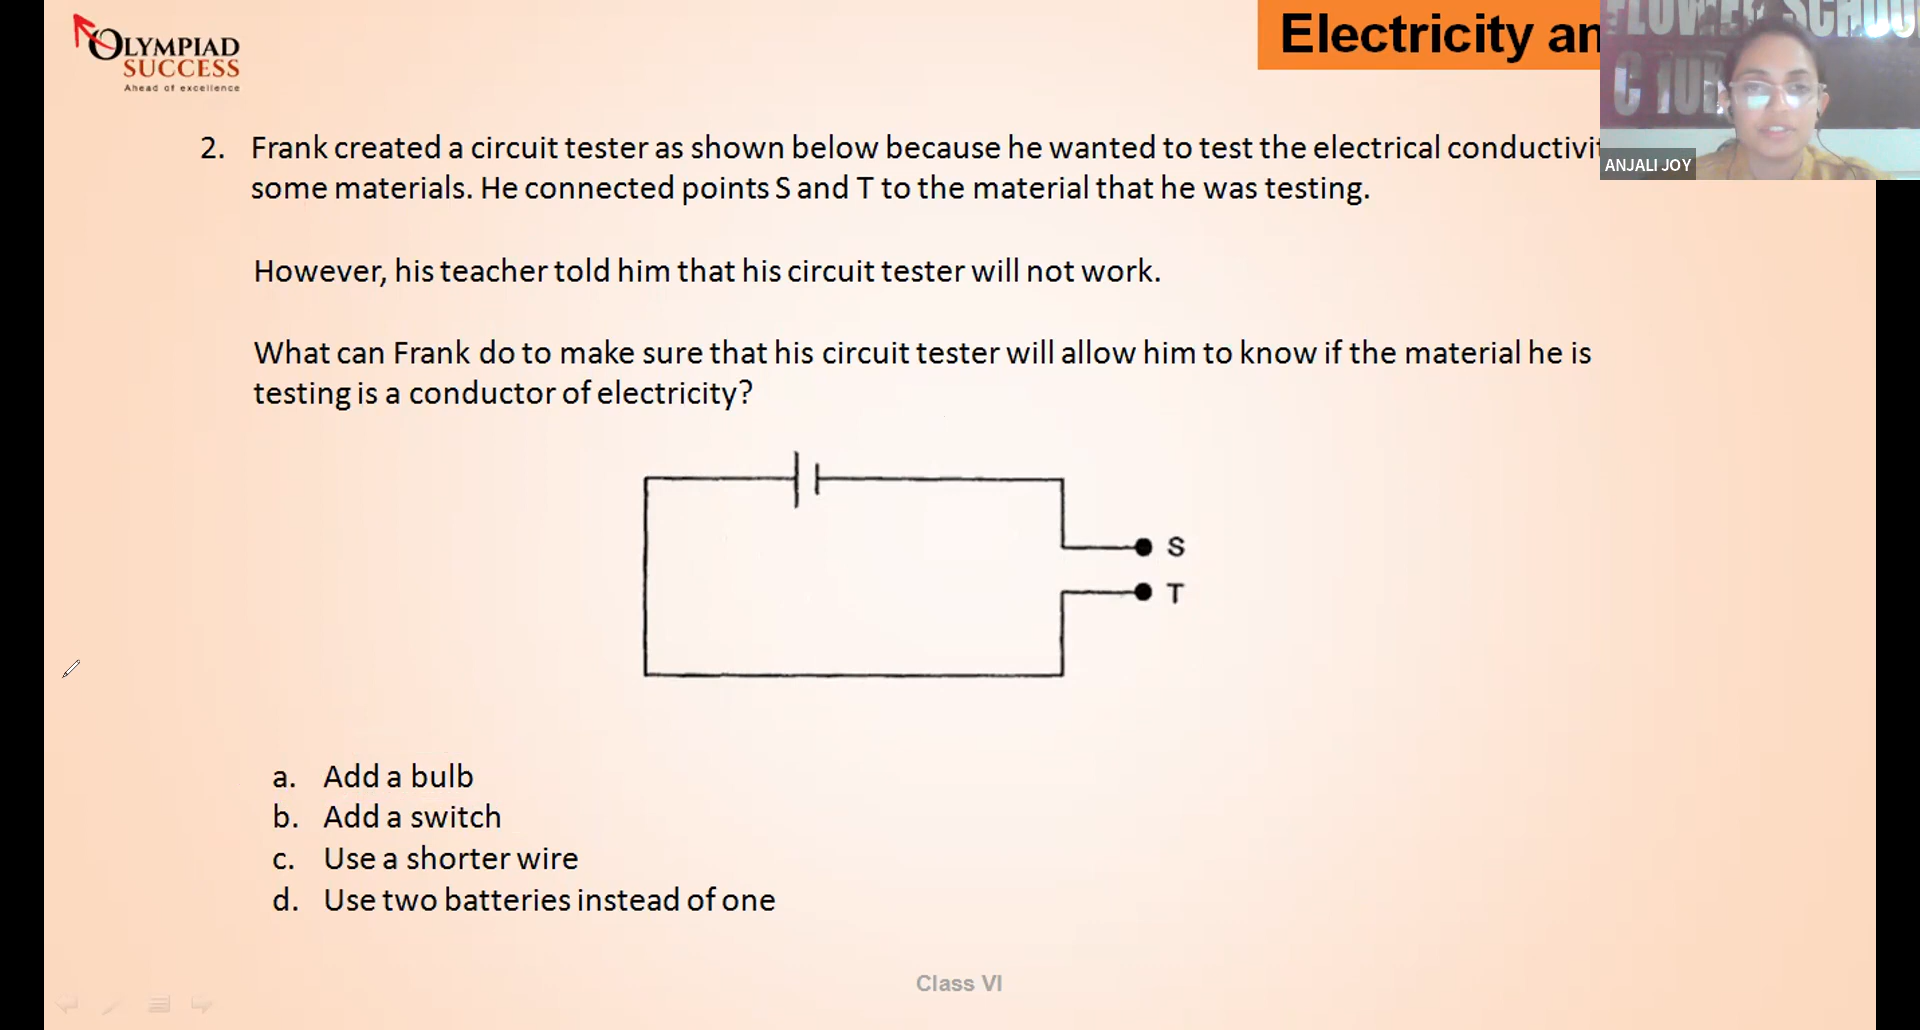 OLYMPIAD
SUCCESS
Ahead of excellence
Electricity
FLOWER SCHOOL
ANJALI JOY
2. Frank created a circuit tester as shown below because he wanted to test the electrical
some materials. He connected points S and T to the material that he was testing.
However, his teacher told him that his circuit tester will not work.
What can Frank do to make sure that his circuit tester will allow him to know if the material he is
testing is a conductor of electricity?
S
T
a. Add a bulb
b. Add a switch
c. Use a shorter wire
d. Use two batteries instead of one
Class VI